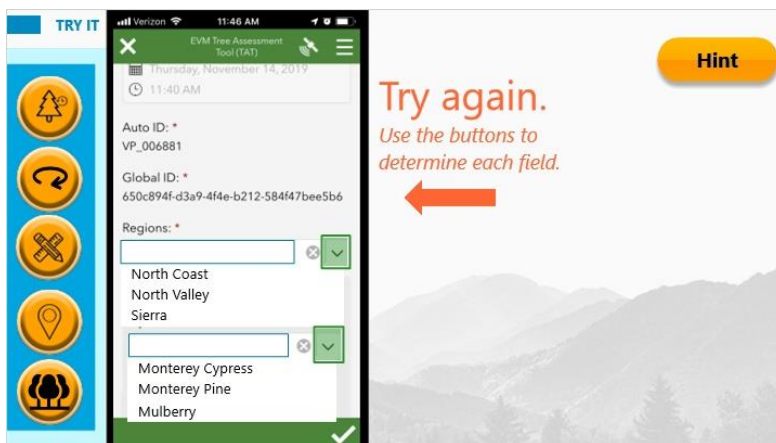 TRY IT
Verizon 11:46 AM
EVM Tree Assessment
Tool (TAT)
Thursday, November 14, 2019
11:40 AM
Auto ID: *
VP_006881
Global ID: *
650c894f-d3a9-4f4e-b212-584f47bee5b6
Regions: *
North Coast
North Valley
Sierra
Monterey Cypress
Monterey Pine
Mulberry
Try again.
Use the buttons to
determine each field.
Hint